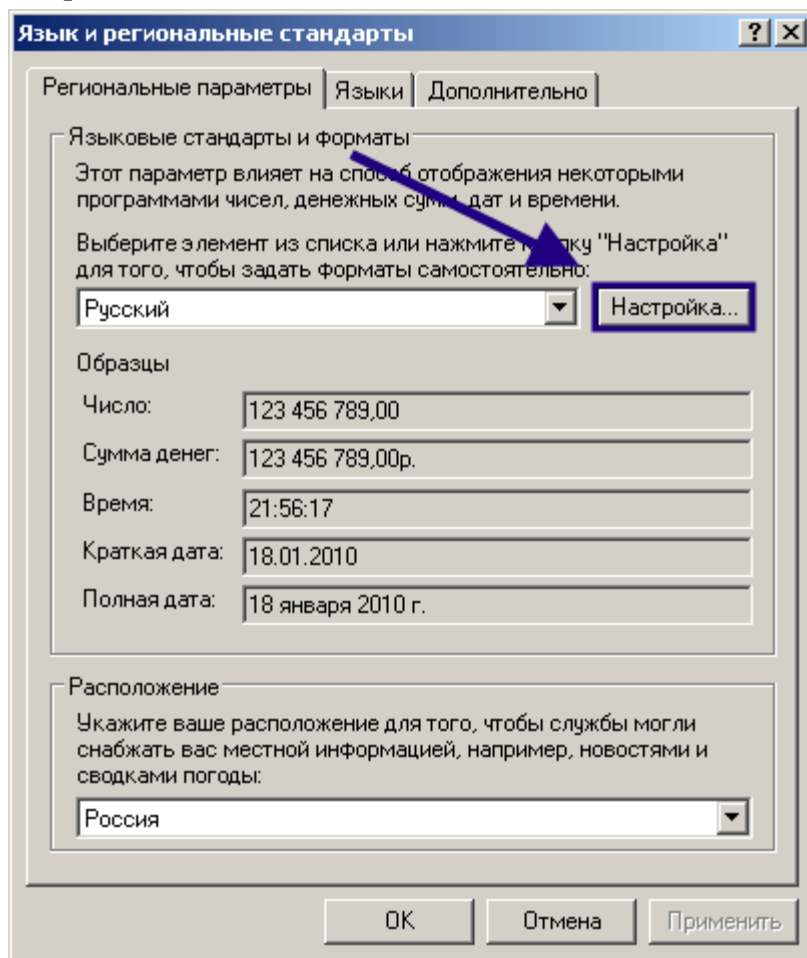 Язык и региональные стандарты
Региональные параметры Языки Дополнительно
Языковые стандарты и форматы
Этот параметр влияет на способ отображения некоторыми
программами чисел, денежных сумм, дат и времени.
Выберите элемент из списка или нажмите кнопку "Настройка"
для того, чтобы задать форматы самостоятельно:
Русский Настройка...
Образцы
Число: 123 456 789,00
Сумма денег: 123 456 789,00р.
Время: 21:56:17
Краткая дата: 18.01.2010
Полная дата: 18 января 2010 г.
Расположение
Укажите ваше расположение для того, чтобы службы могли
снабжать вас местной информацией, например, новостями и
сводками погоды:
Россия
OK Отмена Применить